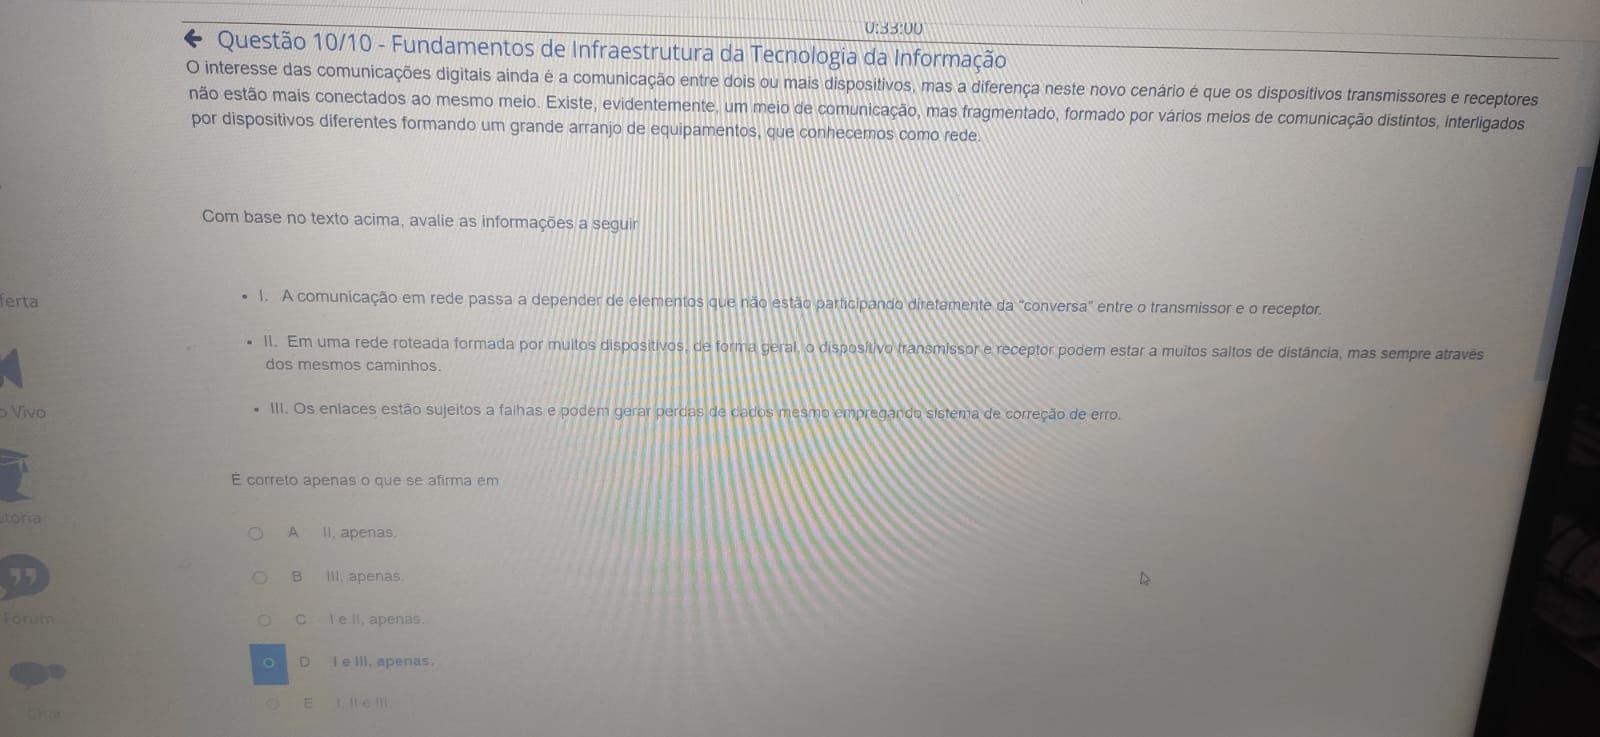 0:33:00
Questão 10/10 - Fundamentos de Infraestrutura da Tecnologia da Informação
O interesse das comunicações digitais ainda é a comunicação entre dois ou mais dispositivos, mas a diferença neste novo cenário é que os dispositivos transmissores e receptores
não estão mais conectados ao mesmo meio. Existe, evidentemente, um meio de comunicação, mas fragmentado, formado por vários meios de comunicação distintos, interligados
por dispositivos diferentes formando um grande arranjo de equipamentos, que conhecemos como rede.
Com base no texto acima, avalie as informações a seguir
ferta
• I. A comunicação em rede passa a depender de elementos que não estão participando diretamente da "conversa" entre o transmissor e o receptor.
• II. Em uma rede roteada formada por muitos dispositivos, de forma geral, o dispositivo transmissor e receptor podem estar a muitos saltos de distância, mas sempre através
dos mesmos caminhos.
o Vivo
• III. Os enlaces estão sujeitos a falhas e podem gerar perdas de dados mesmo empregando sistema de correção de erro.
É correto apenas o que se afirma em
utoria
A II, apenas.
B III, apenas.
Fórum
C I e II, apenas.
D I e III, apenas.
E I, II e III.
Chat